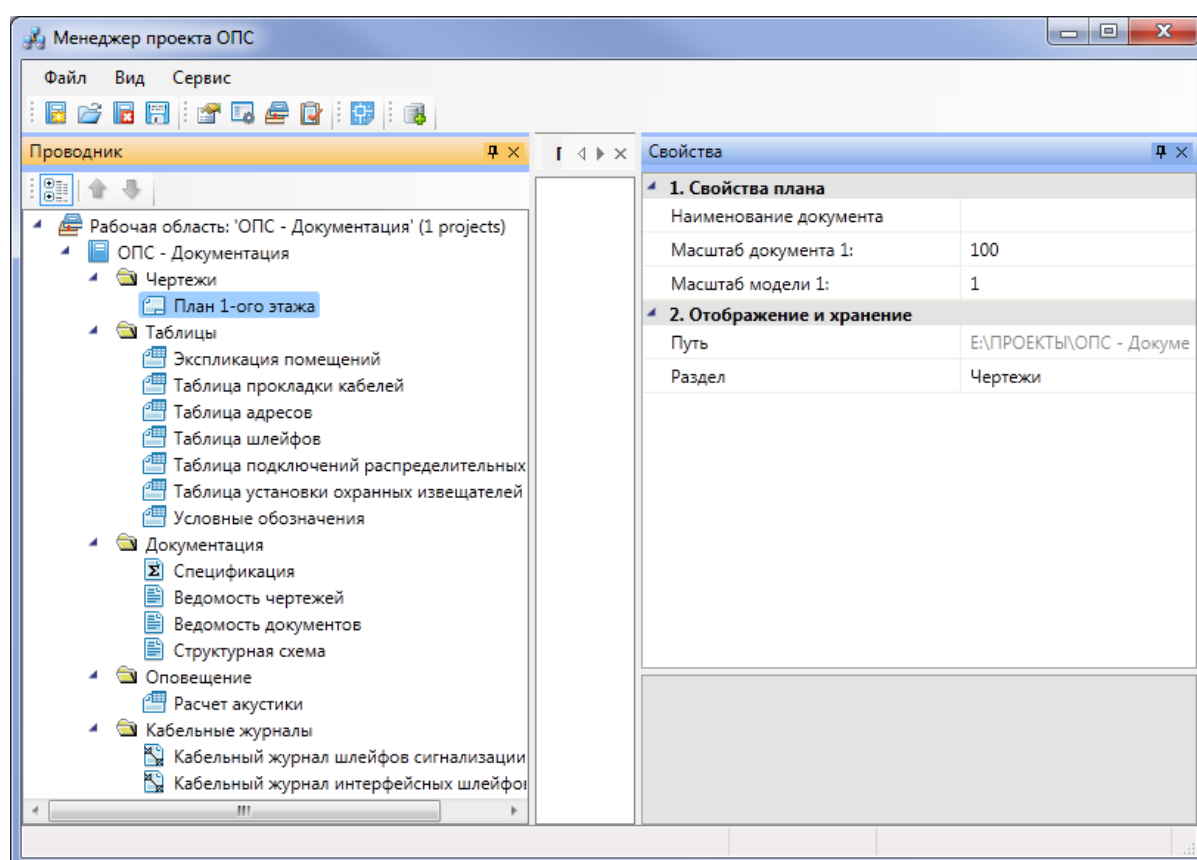 Менеджер проекта ОПС
Файл Вид Сервис
Проводник
Свойства
Рабочая область: 'ОПС - Документация' (1 projects)
ОПС - Документация
Чертежи
План 1-ого этажа
Таблицы
Экспликация помещений
Таблица прокладки кабелей
Таблица адресов
Таблица шлейфов
Таблица подключений распределительных
Таблица установки охранных извещателей
Условные обозначения
Документация
Спецификация
Ведомость чертежей
Ведомость документов
Структурная схема
Оповещение
Расчет акустики
Кабельные журналы
Кабельный журнал шлейфов сигнализации
Кабельный журнал интерфейсных шлейфов
1. Свойства плана
Наименование документа
Масштаб документа 1: 100
Масштаб модели 1: 1
2. Отображение и хранение
Путь E:\ПРОЕКТЫ\ОПС - Докуме
Раздел Чертежи